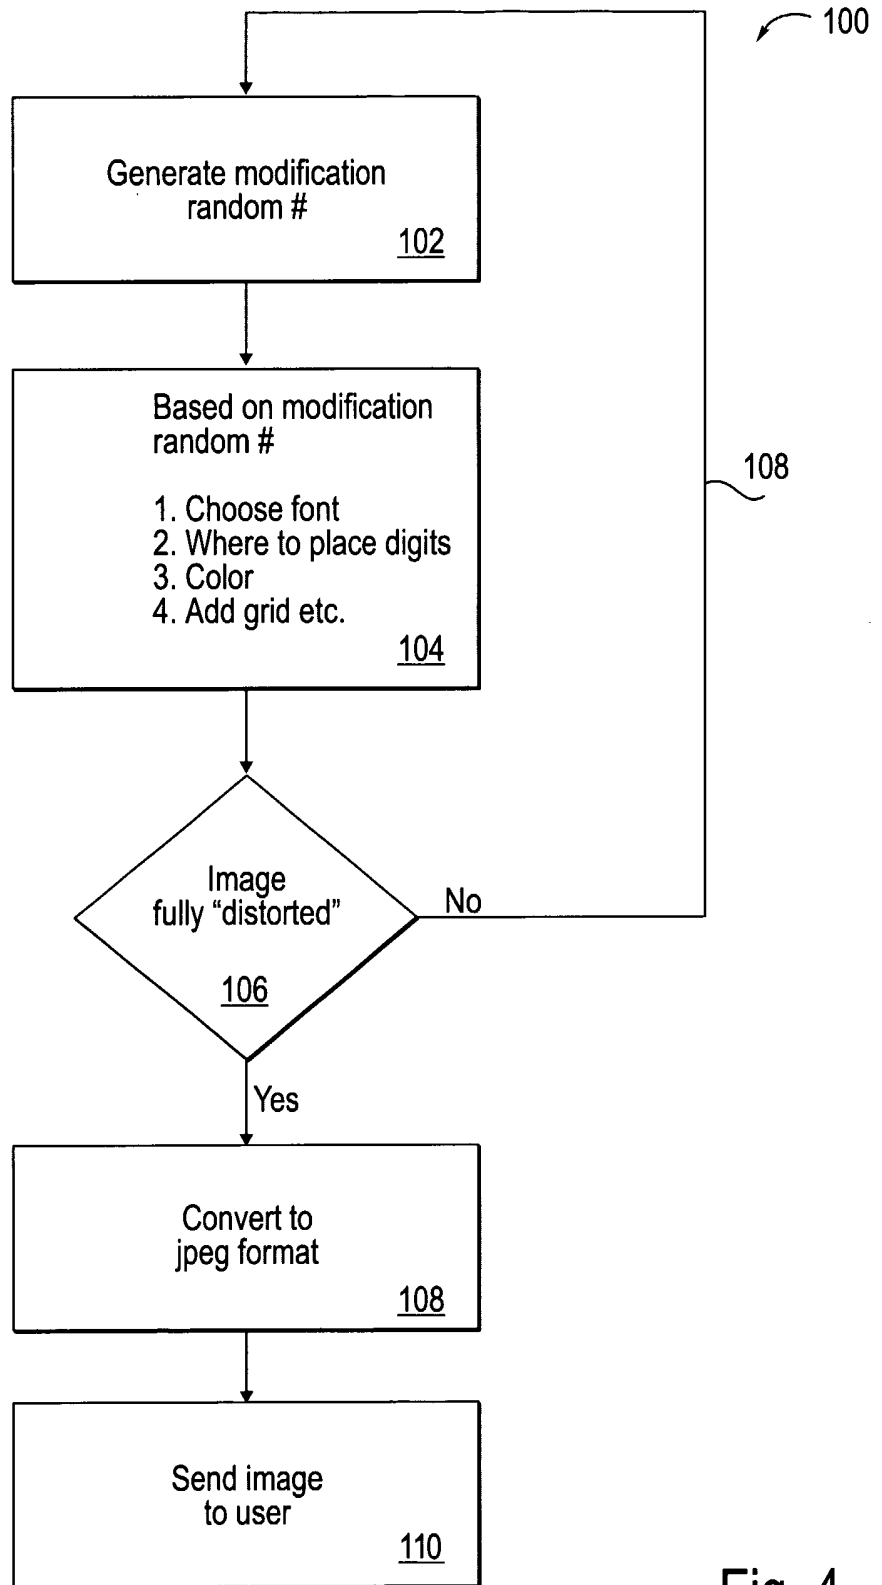 100
Generate modification
random #
102
Based on modification
random #
1. Choose font
2. Where to place digits
3. Color
4. Add grid etc.
104
108
Image
fully “distorted”
106
No
Yes
Convert to
jpeg format
108
Send image
to user
110
Fig. 4